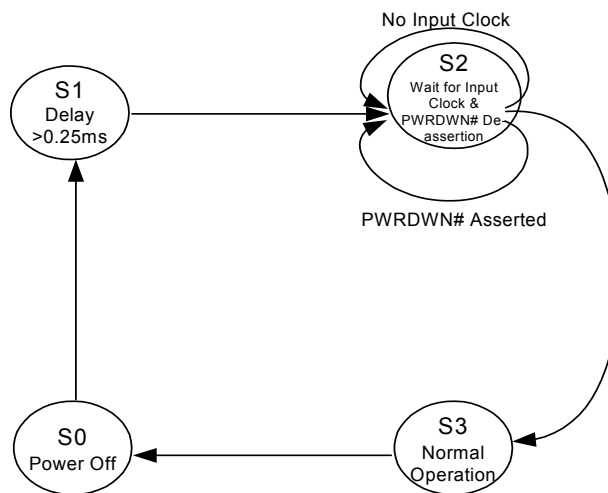 No Input Clock
S2
Wait for Input
Clock &
PWRDWN# De-
assertion
PWRDWN# Asserted
S1
Delay
>0.25ms
S0
Power Off
S3
Normal
Operation